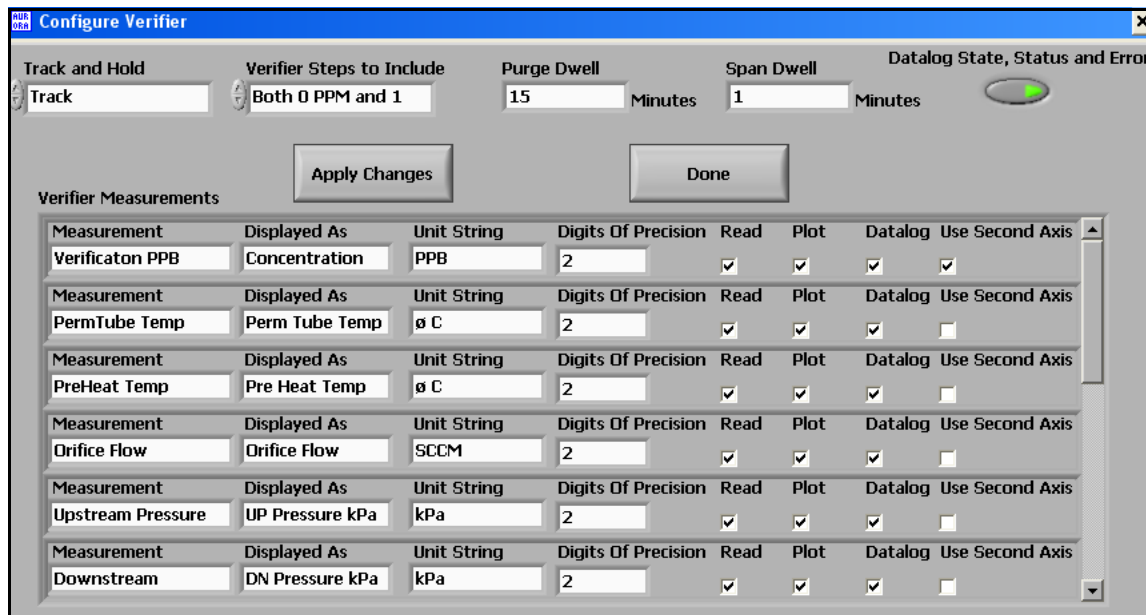 AURORA Configure Verifier
Track and Hold Verifier Steps to Include Purge Dwell Span Dwell Datalog State, Status and Error
Track Both 0 PPM and 1 15 Minutes 1 Minutes
Apply Changes Done
Verifier Measurements
Measurement Displayed As Unit String Digits Of Precision Read Plot Datalog Use Second Axis
Verificaton PPB Concentration PPB 2
Measurement Displayed As Unit String Digits Of Precision Read Plot Datalog Use Second Axis
PermTube Temp Perm Tube Temp ø C 2
Measurement Displayed As Unit String Digits Of Precision Read Plot Datalog Use Second Axis
PreHeat Temp Pre Heat Temp ø C 2
Measurement Displayed As Unit String Digits Of Precision Read Plot Datalog Use Second Axis
Orifice Flow Orifice Flow SCCM 2
Measurement Displayed As Unit String Digits Of Precision Read Plot Datalog Use Second Axis
Upstream Pressure UP Pressure kPa kPa 2
Measurement Displayed As Unit String Digits Of Precision Read Plot Datalog Use Second Axis
Downstream DN Pressure kPa kPa 2